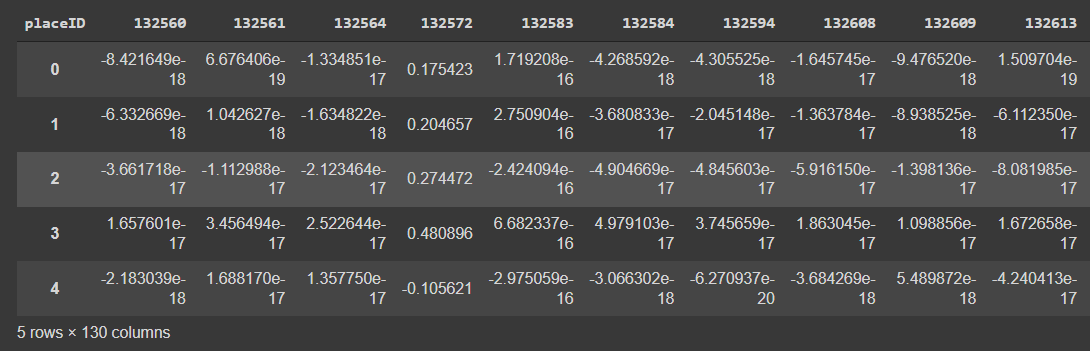 placeID 132560 132561 132564 132572 132583 132584 132594 132608 132609 132613
0 -8.421649e-18 6.676406e-19 -1.334851e-17 0.175423 1.719208e-16 -4.268592e-18 -4.305525e-18 -1.645745e-17 -9.476520e-18 1.509704e-19
1 -6.332669e-18 1.042627e-18 -1.634822e-18 0.204657 2.750904e-16 -3.680833e-17 -2.045148e-17 -1.363784e-17 -8.938525e-18 -6.112350e-17
2 -3.661718e-17 -1.112988e-17 -2.123464e-17 0.274472 -2.424094e-16 -4.904669e-17 -4.845603e-17 -5.916150e-17 -1.398136e-17 -8.081985e-17
3 1.657601e-17 3.456494e-17 2.522644e-17 0.480896 6.682337e-16 4.979103e-17 3.745659e-17 1.863045e-17 1.098856e-17 1.672658e-17
4 -2.183039e-18 1.688170e-17 1.357750e-17 -0.105621 -2.975059e-16 -3.066302e-18 -6.270937e-20 -3.684269e-18 5.489872e-18 -4.240413e-17
5 rows × 130 columns